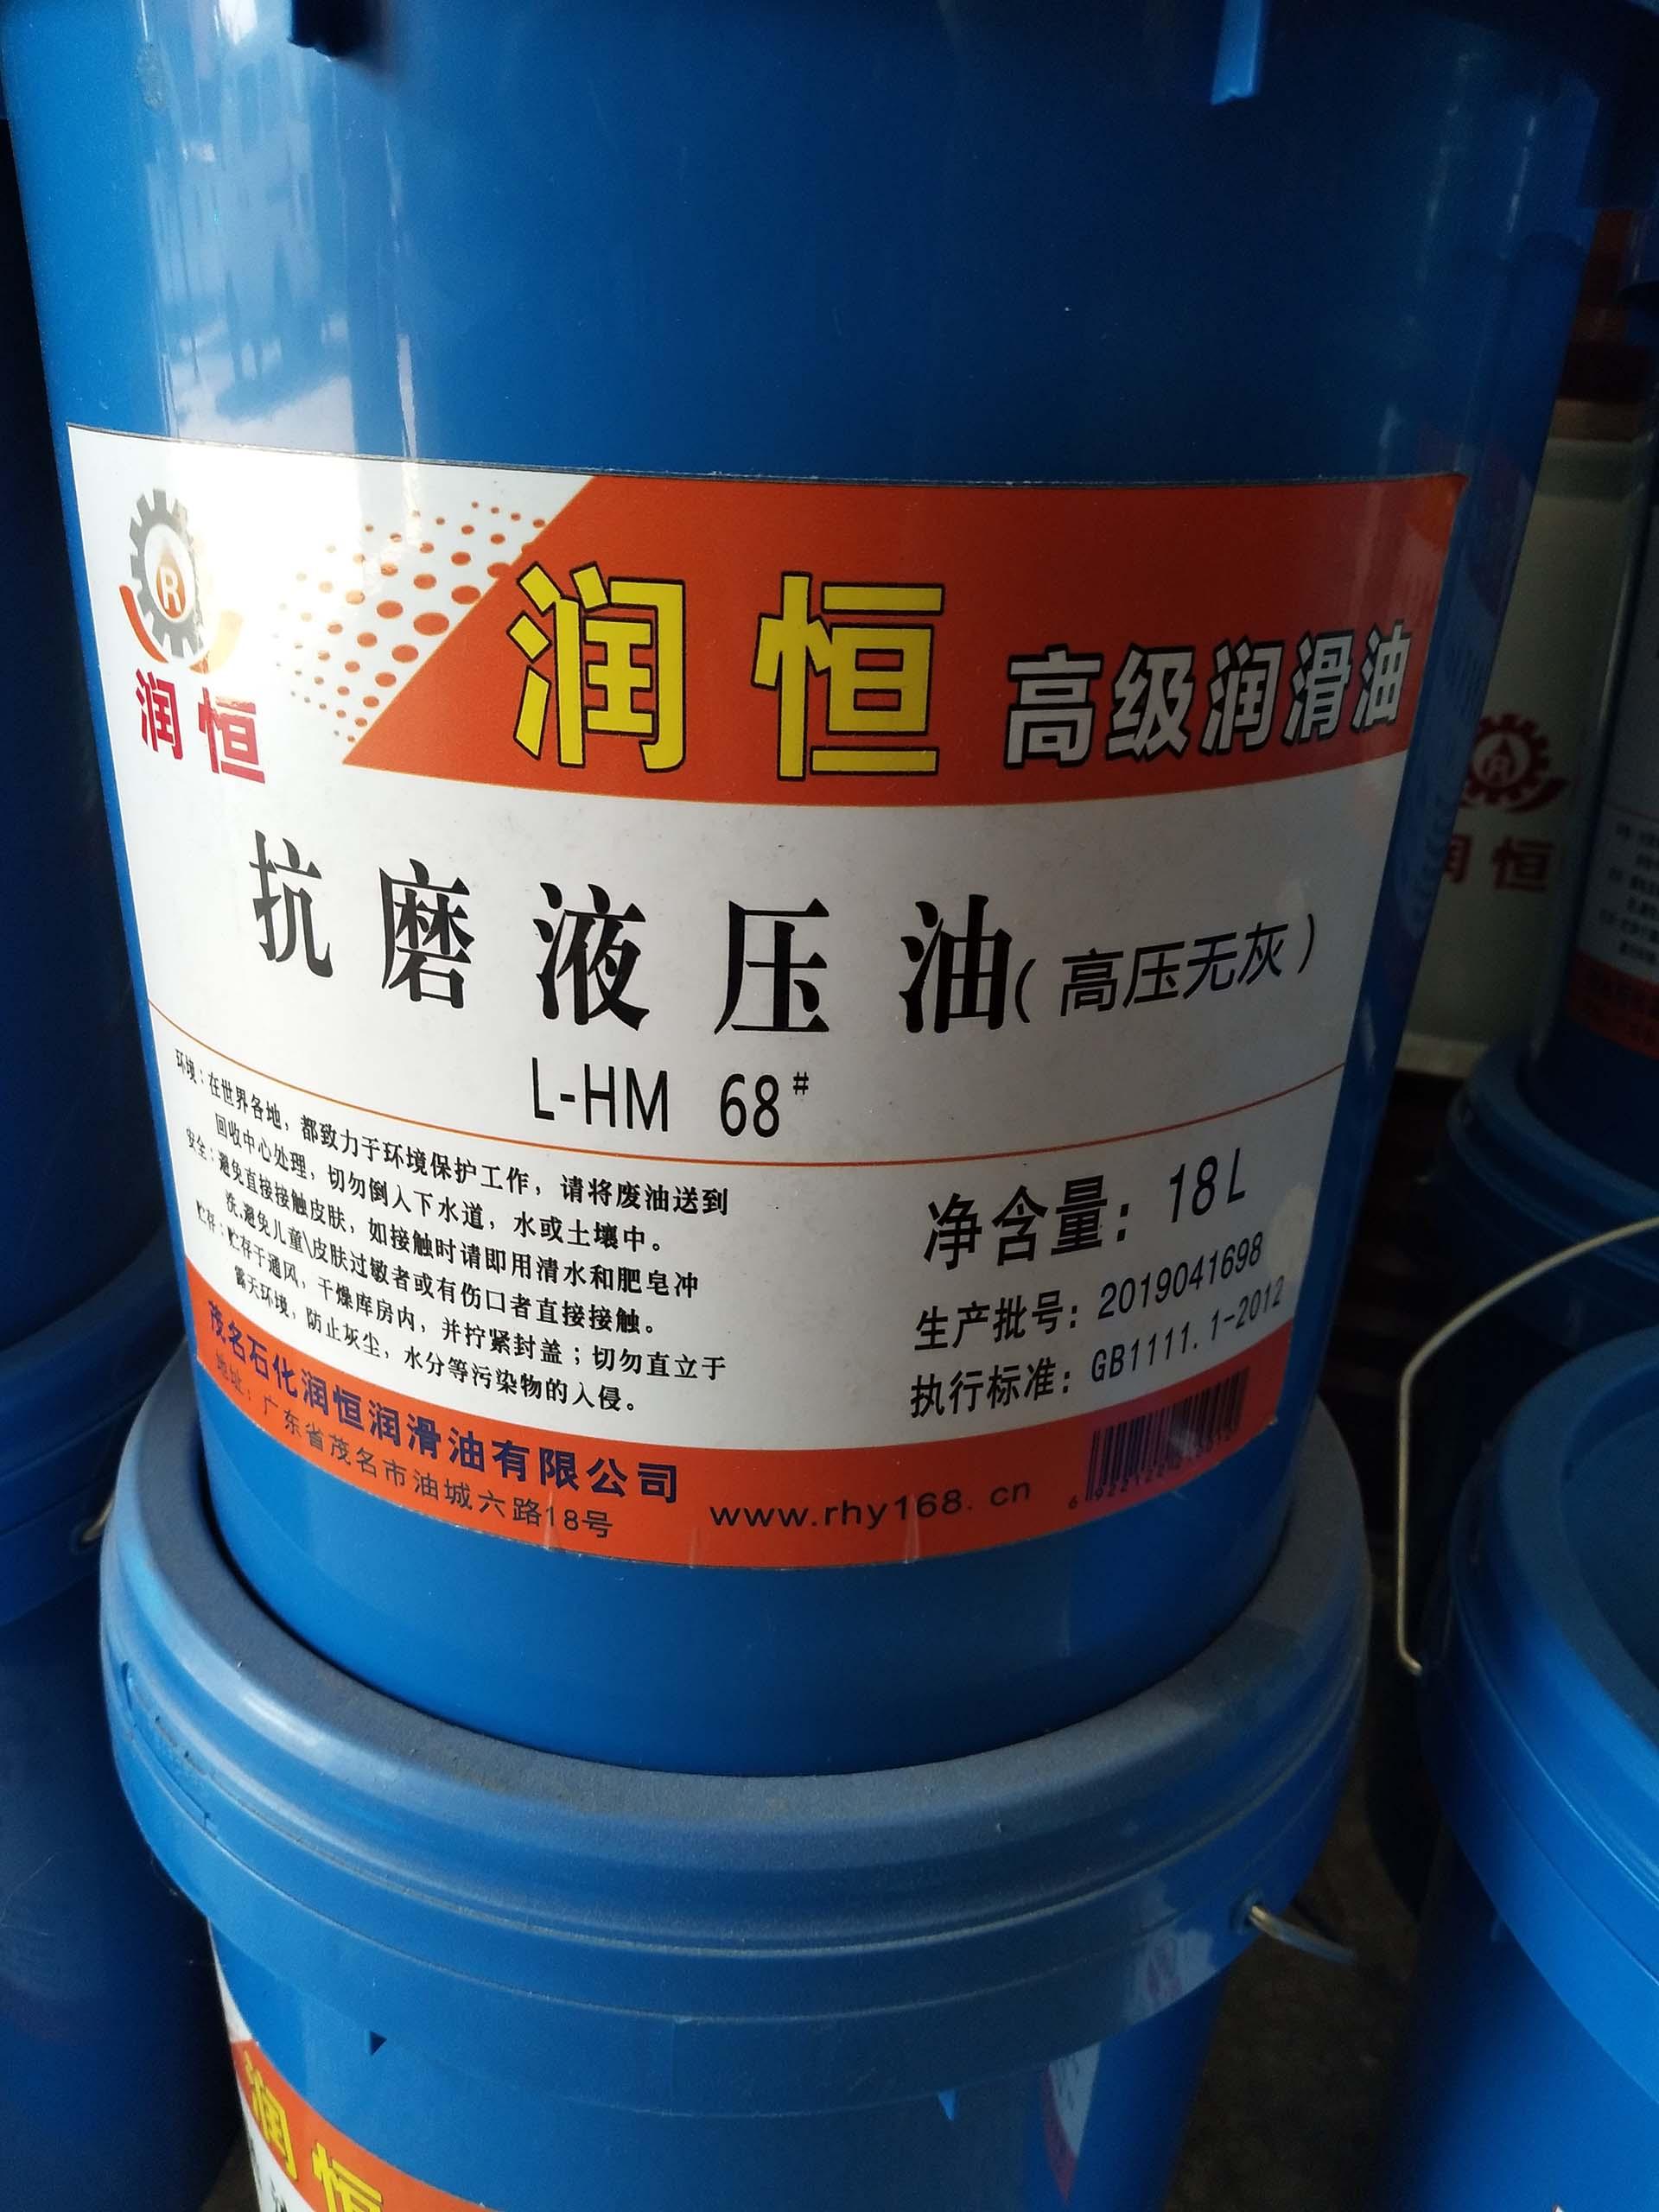 R
润恒
润恒 高级润滑油
抗磨液压油(高压无灰)
L-HM 68#
环境：在世界各地，都致力于环境保护工作，请将废油送到
回收中心处理，切勿倒入下水道，水或土壤中。
安全：避免直接接触皮肤，如接触时请即用清水和肥皂冲
洗.避免儿童\皮肤过敏者或有伤口者直接接触。
贮存：贮存于通风，干燥库房内，并拧紧封盖；切勿直立于
露天环境，防止灰尘，水分等污染物的入侵。
净含量：18L
生产批号：2019041698
执行标准：GB1111.1-2012
茂名石化润恒润滑油有限公司
地址：广东省茂名市油城六路18号
www.rhy168.cn
R
润恒
润恒